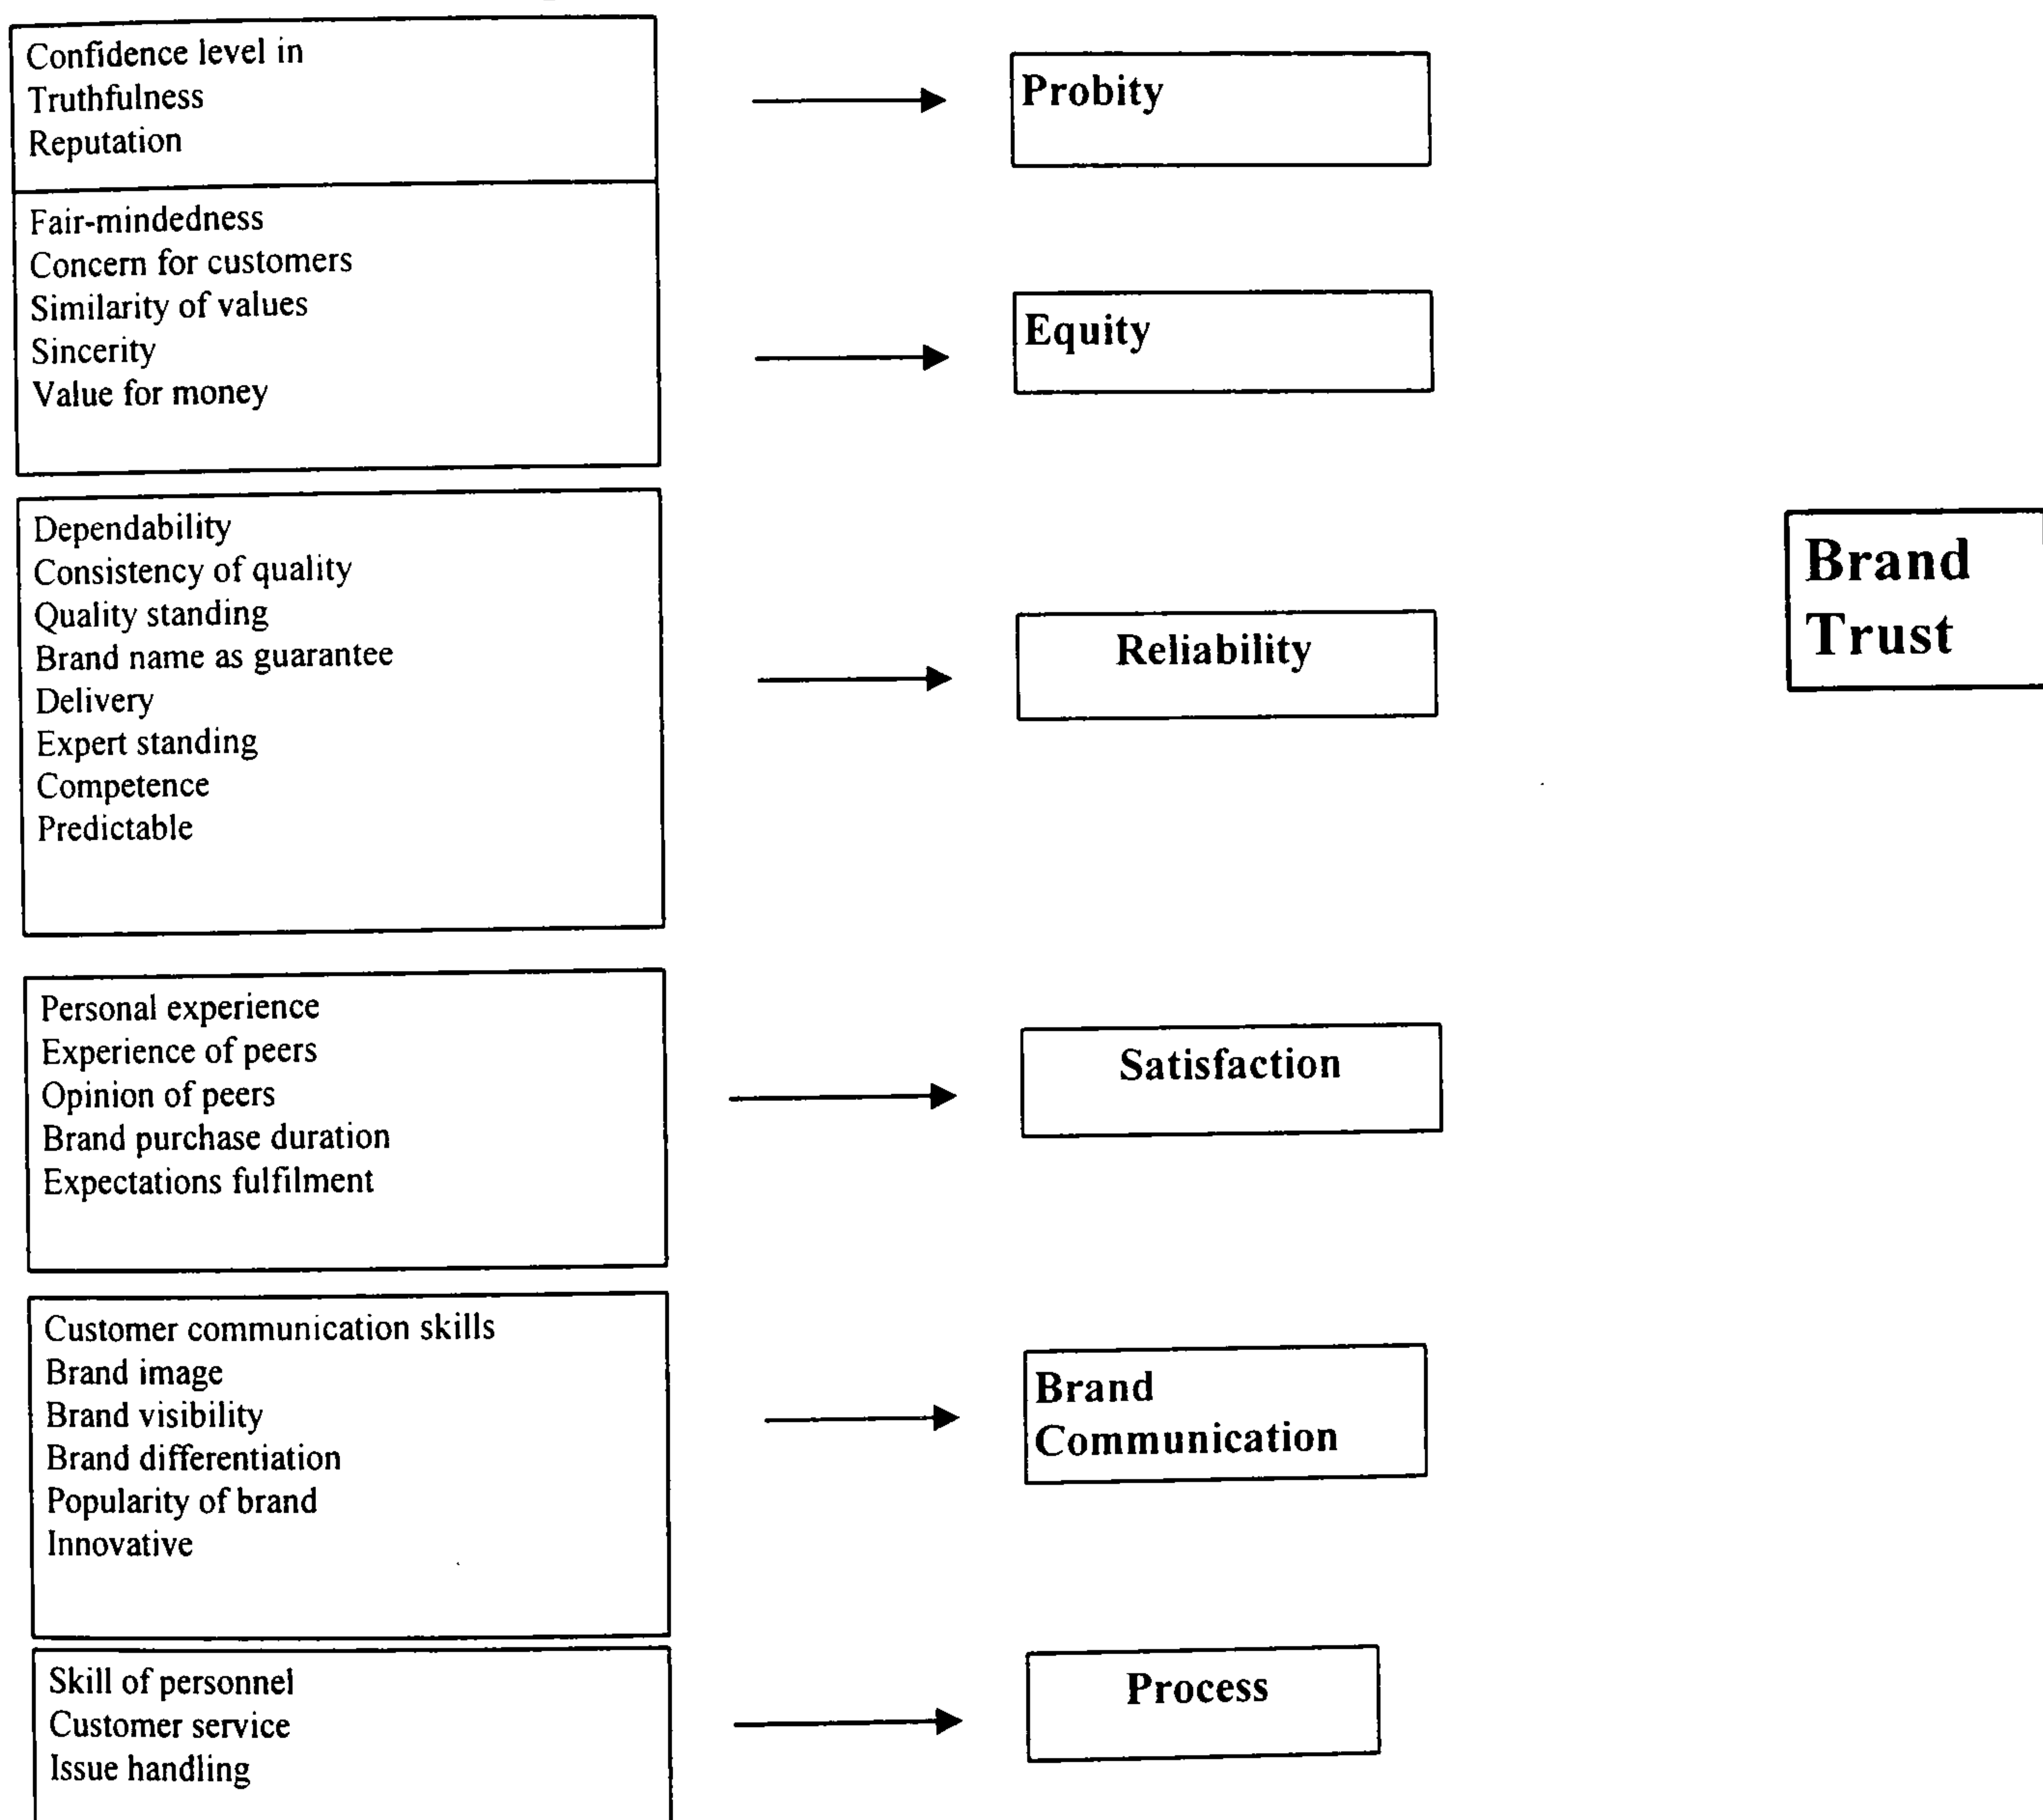 Confidence level in
Truthfulness
Reputation
Probity
Fair-mindedness
Concern for customers
Similarity of values
Sincerity
Value for money
Equity
Dependability
Consistency of quality
Quality standing
Brand name as guarantee
Delivery
Expert standing
Competence
Predictable
Reliability
Brand
Trust
Personal experience
Experience of peers
Opinion of peers
Brand purchase duration
Expectations fulfilment
Satisfaction
Customer communication skills
Brand image
Brand visibility
Brand differentiation
Popularity of brand
Innovative
Brand
Communication
Skill of personnel
Customer service
Issue handling
Process